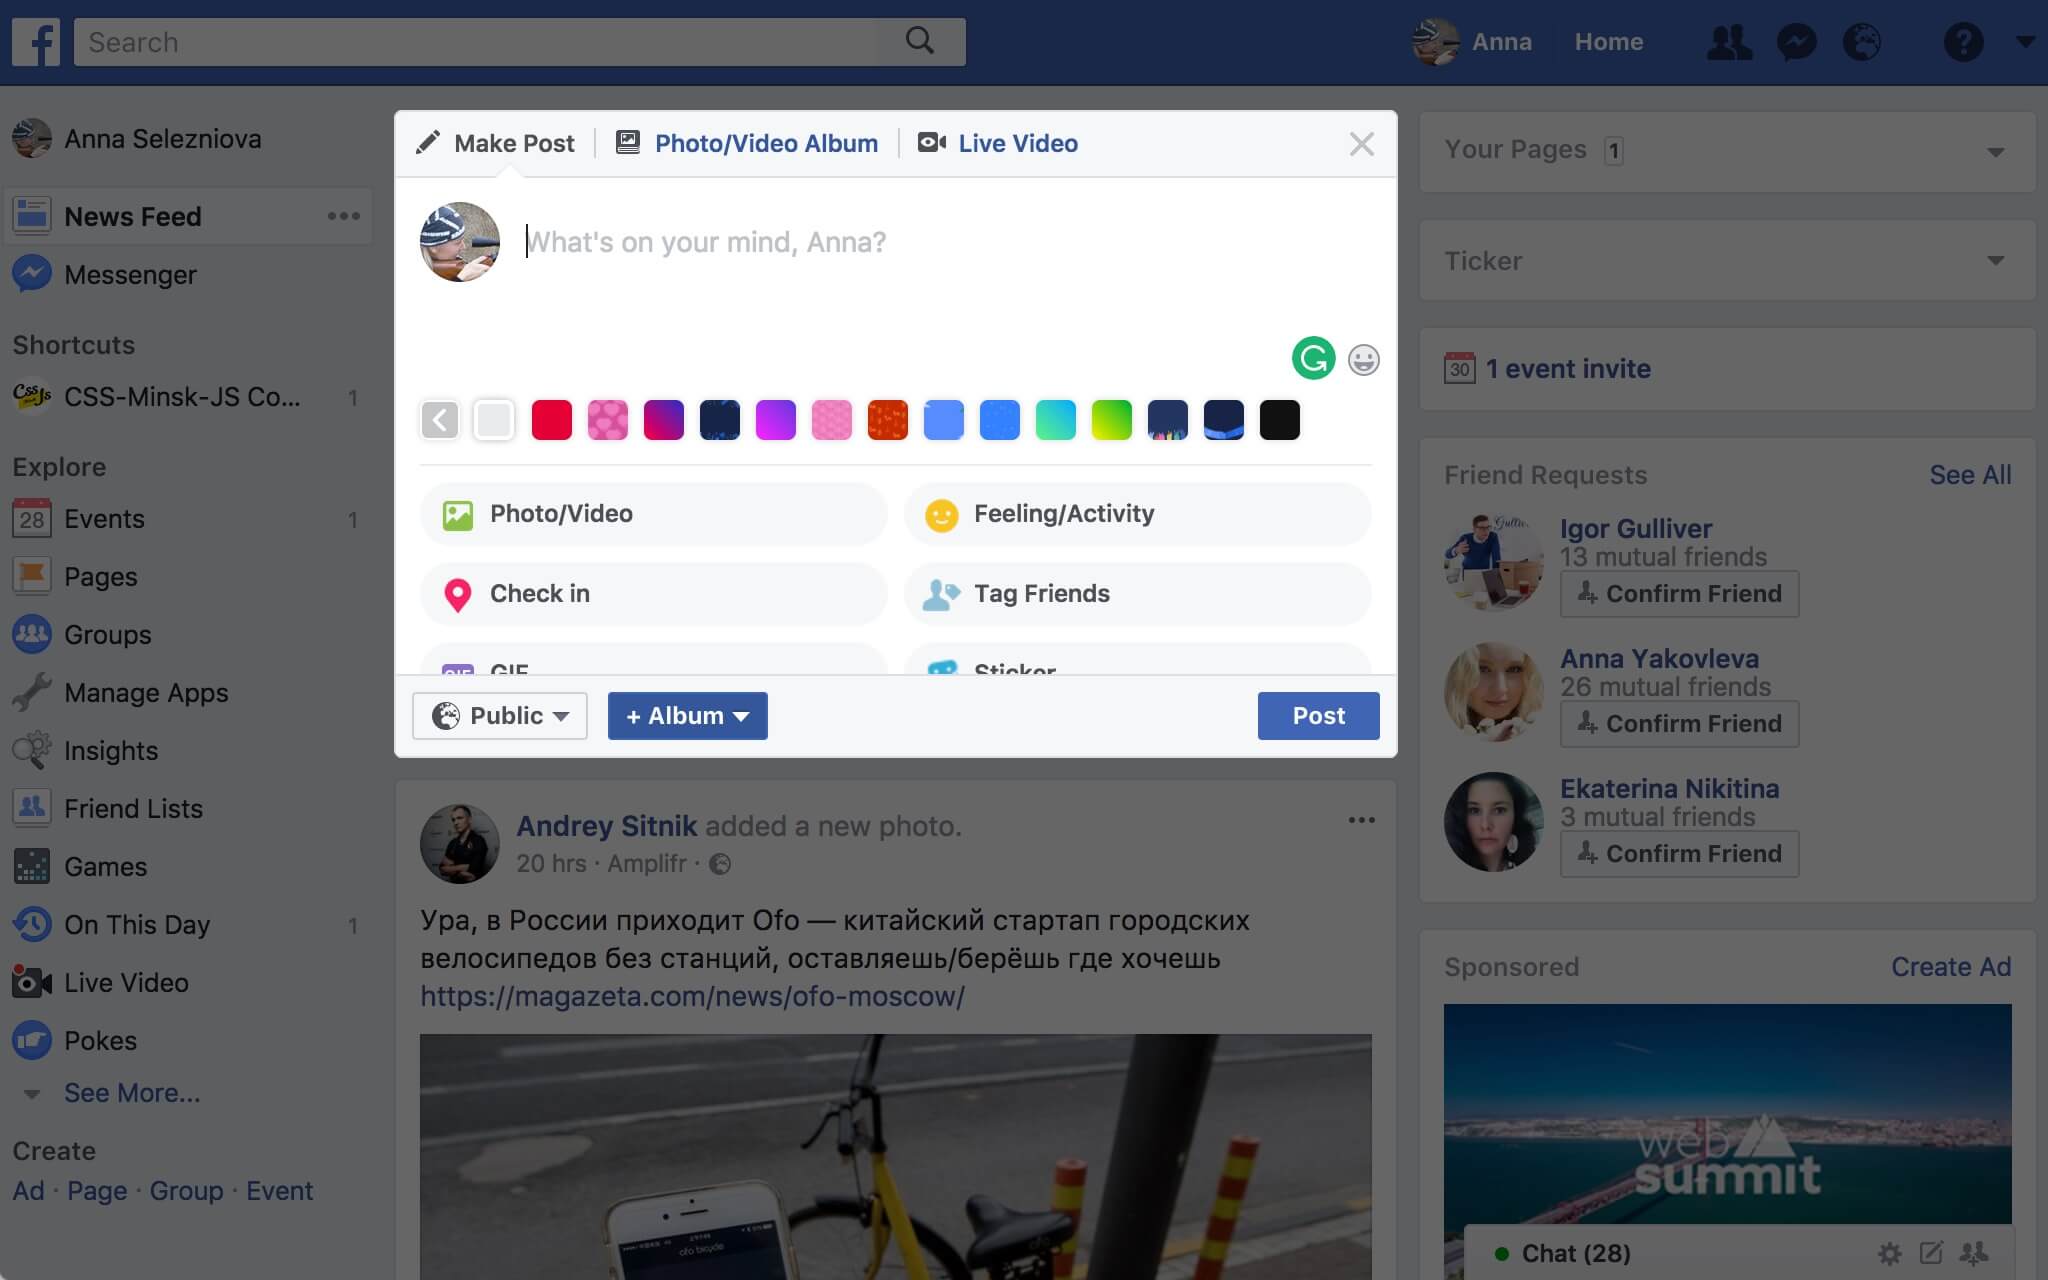 Search
Anna
Home
Anna Selezniova
News Feed
Messenger
Shortcuts
CSS-Minsk-JS Co...
1
Explore
28
Events
1
Pages
Groups
Manage Apps
Insights
Friend Lists
Games
On This Day
1
Live Video
Pokes
See More...
Create
Ad · Page · Group · Event
Make Post
Photo/Video Album
Live Video
What's on your mind, Anna?
Photo/Video
Feeling/Activity
Check in
Tag Friends
GIF
GIF
Sticker
Public
+ Album
Post
Andrey Sitnik added a new photo.
20 hrs · Amplifr ·
Ура, в России приходит Ofo — китайский стартап городских
велосипедов без станций, оставляешь/берёшь где хочешь
https://magazeta.com/news/ofo-moscow/
ofo bicycle
Your Pages 1
Ticker
30
1 event invite
Friend Requests
See All
Igor Gulliver
13 mutual friends
Confirm Friend
Anna Yakovleva
26 mutual friends
Confirm Friend
Ekaterina Nikitina
3 mutual friends
Confirm Friend
Sponsored
Create Ad
web
summit
Chat (28)